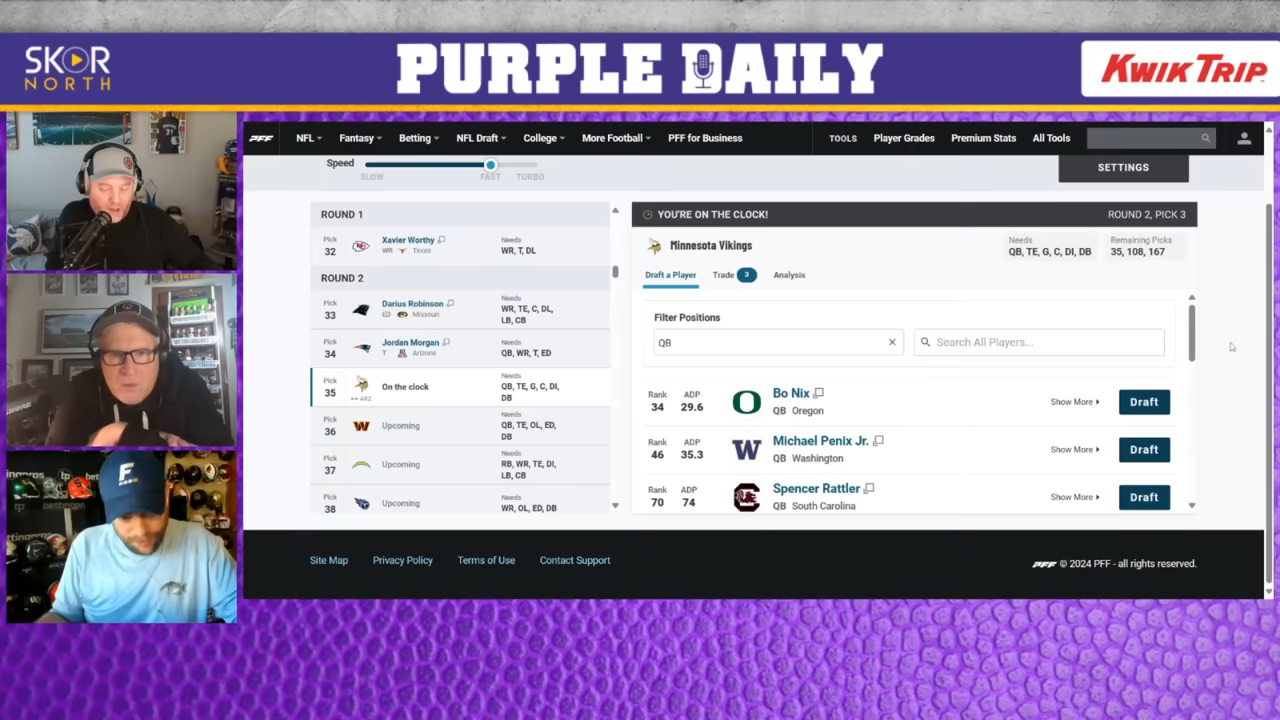 SKOR
NORTH
PURPLE DAILY
KWIK TRIP
PFF
NFL
Fantasy
Betting
NFL Draft
College
More Football
PFF for Business
TOOLS
Player Grades
Premium Stats
All Tools
Speed
SLOW
FAST
TURBO
SETTINGS
ROUND 1
Pick
32
Xavier Worthy
WR
Texas
Needs
WR, T, DL
ROUND 2
Pick
33
Darius Robinson
ED
Missouri
Needs
WR, TE, C, DL,
LB, CB
Pick
34
Jordan Morgan
T
Arizona
Needs
QB, WR, T, ED
Pick
35
On the clock
Needs
QB, TE, G, C, DI,
DB
Pick
36
Upcoming
Needs
QB, TE, OL, ED,
DB
Pick
37
Upcoming
Needs
RB, WR, TE, DI,
LB, CB
Pick
38
Upcoming
Needs
WR, OL, ED, DB
YOU'RE ON THE CLOCK!
ROUND 2, PICK 3
Minnesota Vikings
Needs
QB, TE, G, C, DI, DB
Remaining Picks
35, 108, 167
Draft a Player
Trade 3
Analysis
Filter Positions
QB
Search All Players...
Rank
34
ADP
29.6
Bo Nix
QB Oregon
Show More
Draft
Rank
46
ADP
35.3
Michael Penix Jr.
QB Washington
Show More
Draft
Rank
70
ADP
74
Spencer Rattler
QB South Carolina
Show More
Draft
Site Map
Privacy Policy
Terms of Use
Contact Support
PFF © 2024 PFF - all rights reserved.